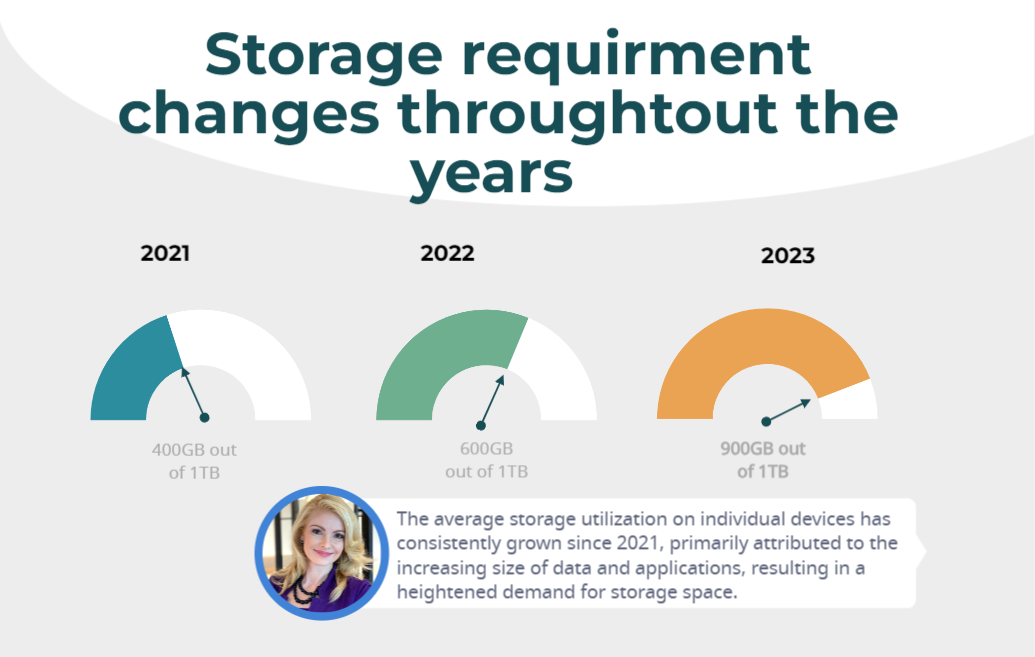 Storage requirment
changes throughtout the
years
2021
2022
2023
400GB out
of 1TB
600GB
out of 1TB
900GB out
of 1TB
The average storage utilization on individual devices has
consistently grown since 2021, primarily attributed to the
increasing size of data and applications, resulting in a
heightened demand for storage space.